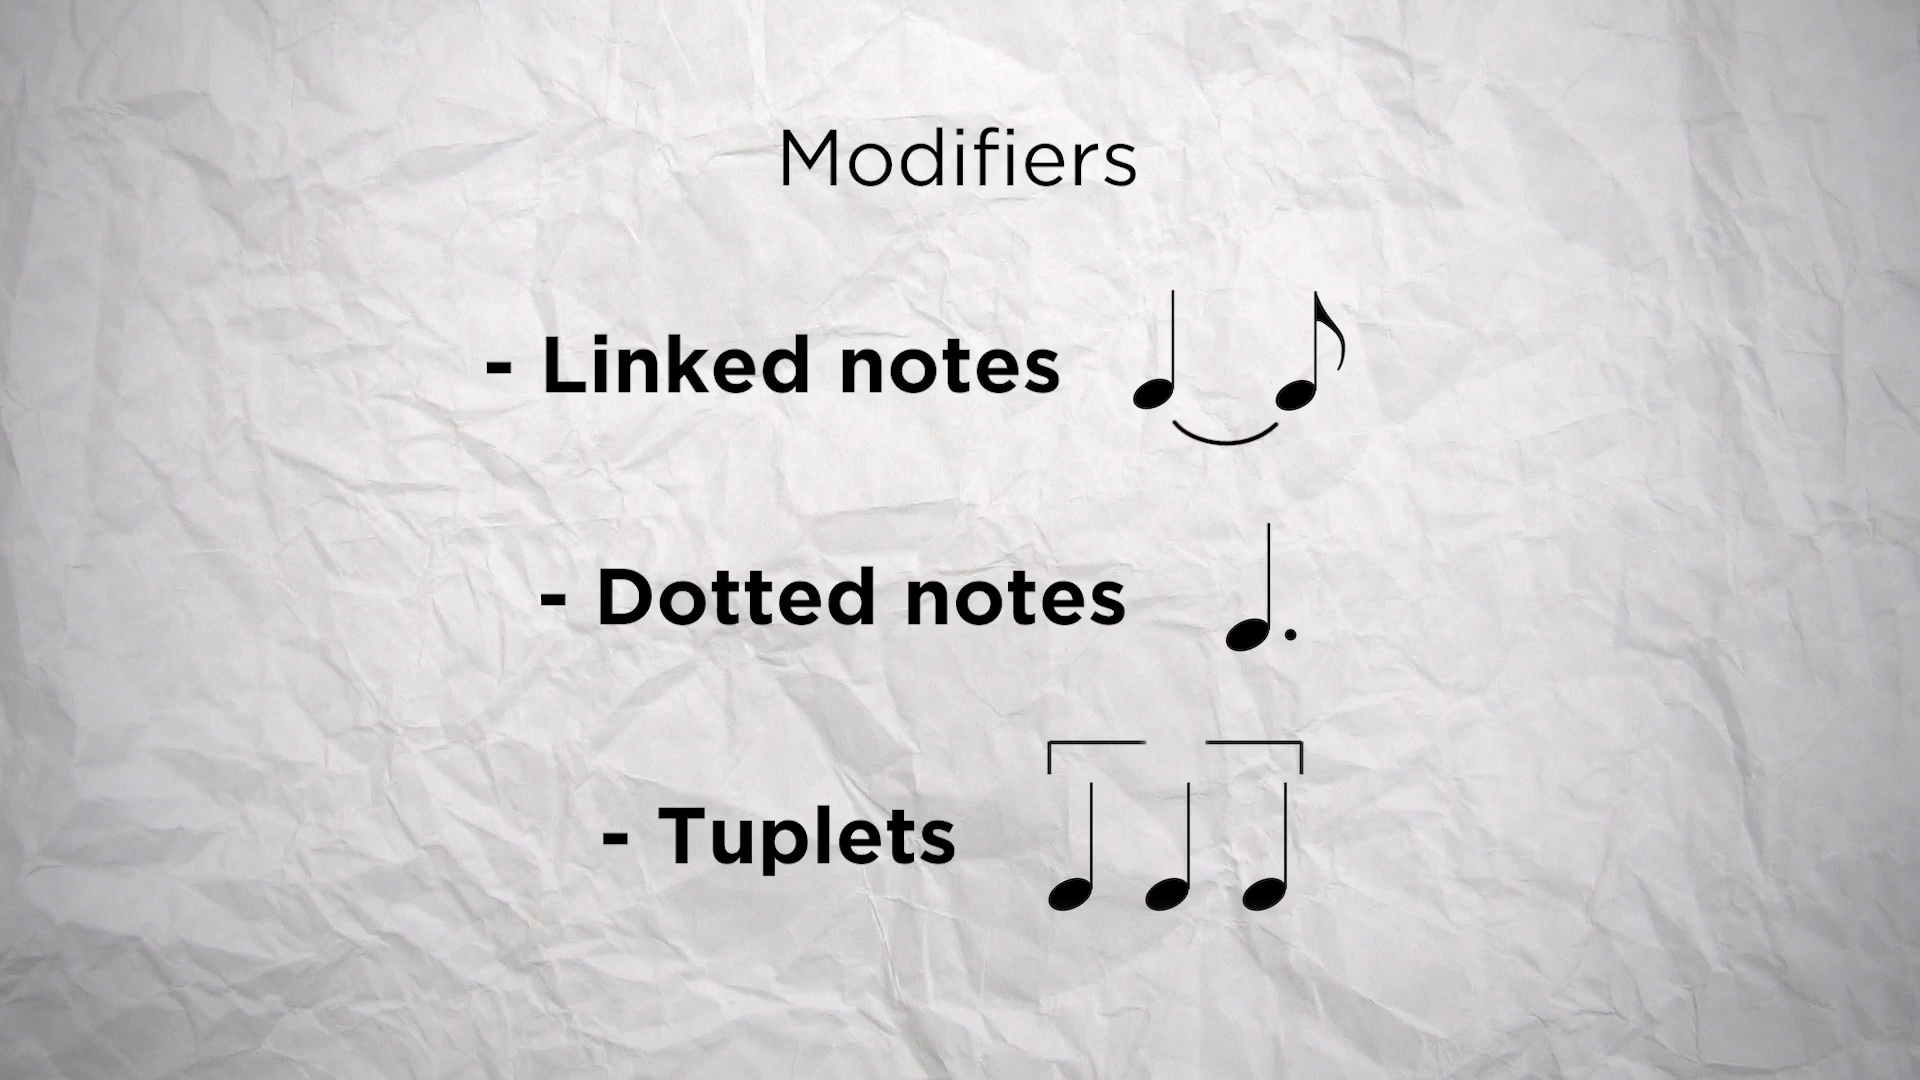 Modifiers
- Linked notes
- Dotted notes
- Tuplets